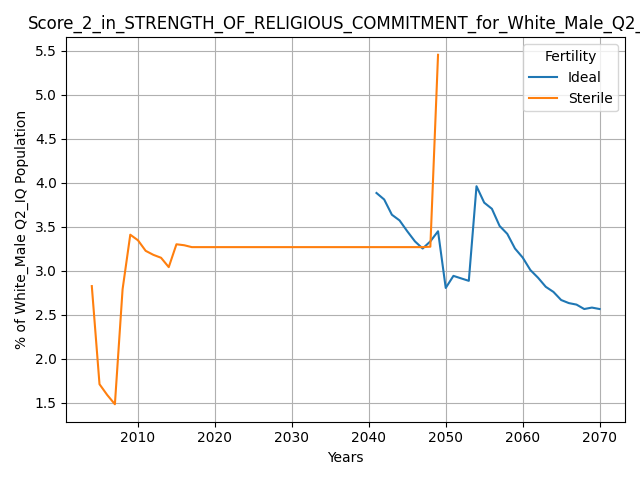 Score_2_in_STRENGTH_OF_RELIGIOUS_COMMITMENT_for_White_Male_Q2_
% of White_Male Q2_IQ Population
5.5
5.0
4.5
4.0
3.5
3.0
2.5
2.0
1.5
Fertility
Ideal
Sterile
2010 2020 2030 2040 2050 2060 2070
Years